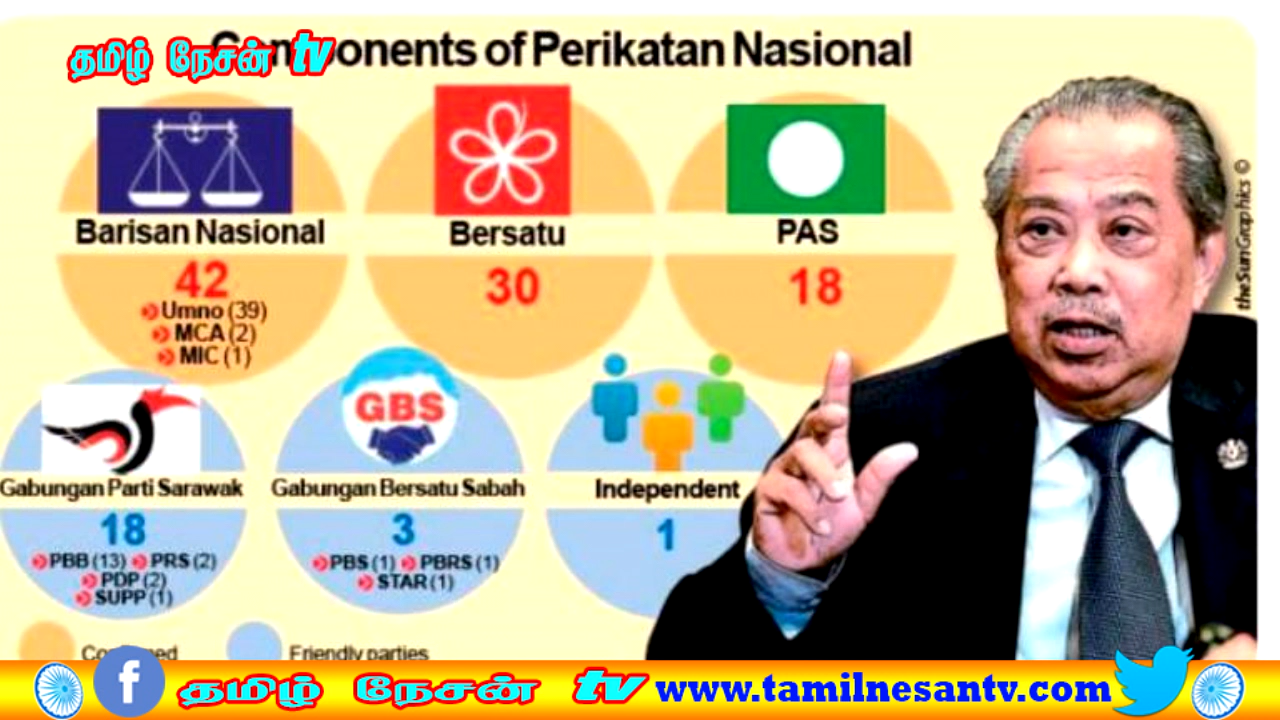 தமிழ் நேசன் tv
Components of Perikatan Nasional
Barisan Nasional
42
Umno (39)
MCA (2)
MIC (1)
Bersatu
30
PAS
18
theSunGraphics ©
Gabungan Parti Sarawak
18
PBB (13) PRS (2)
PDP (2)
SUPP (1)
GBS
Gabungan Bersatu Sabah
3
PBS (1) PBRS (1)
STAR (1)
Independent
1
Confirmed
Friendly parties
f
தமிழ் நேசன் tv www.tamilnesantv.com